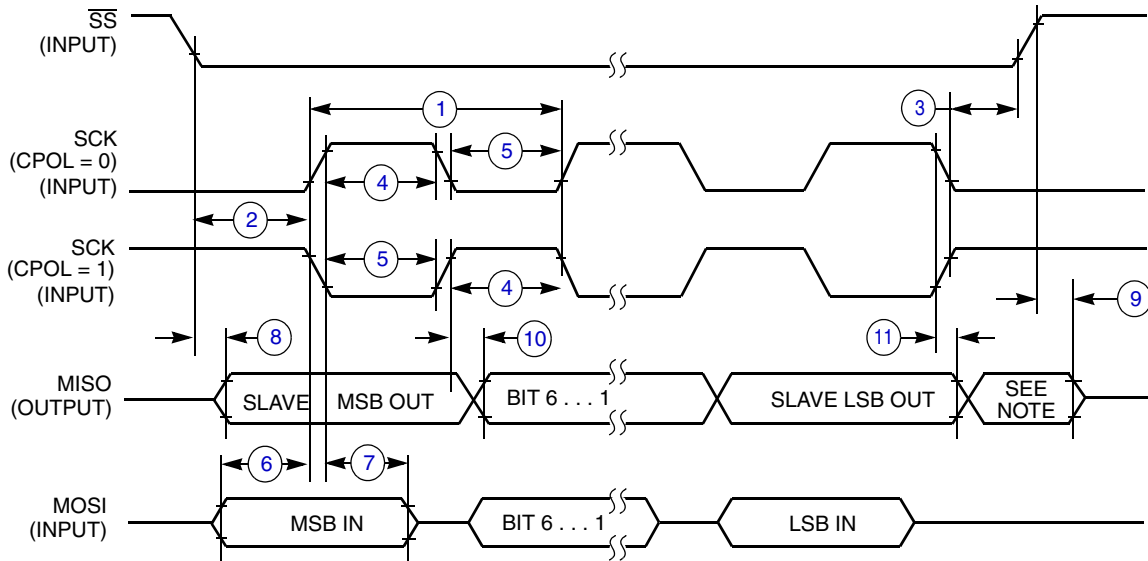 SS
(INPUT)
1
3
SCK
(CPOL = 0)
(INPUT)
5
4
2
SCK
(CPOL = 1)
(INPUT)
5
4
9
8
10
11
MISO
(OUTPUT)
SLAVE MSB OUT
BIT 6 . . . 1
SLAVE LSB OUT
SEE
NOTE
6
7
MOSI
(INPUT)
MSB IN
BIT 6 . . . 1
LSB IN